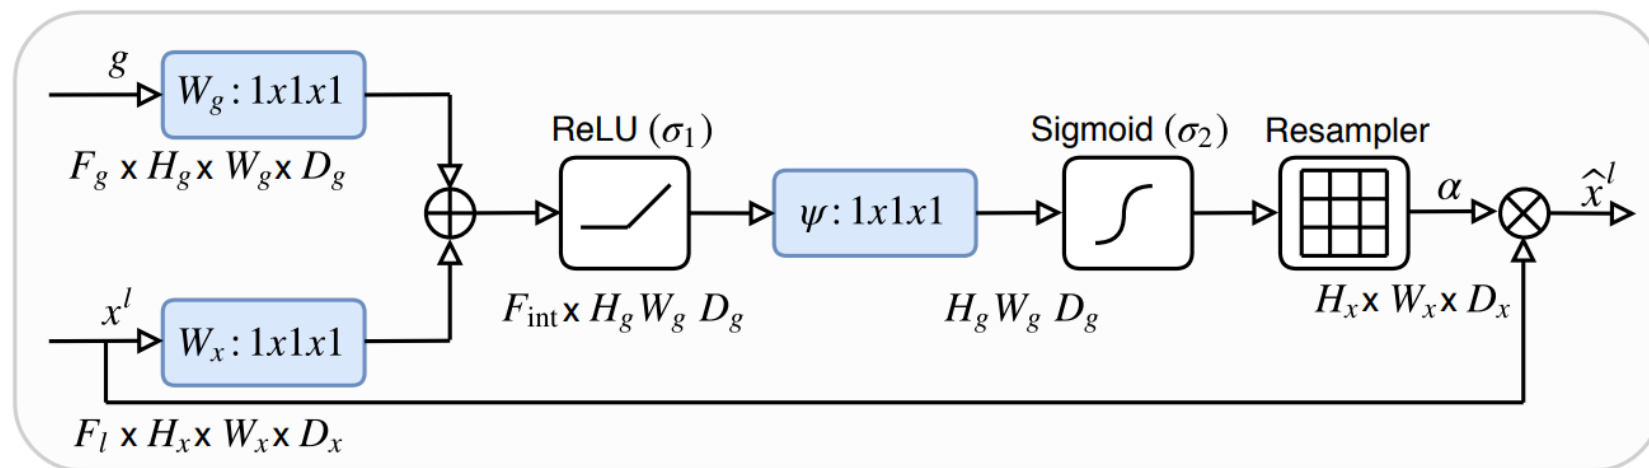 g
W_g : 1x1x1
F_g x H_g x W_g x D_g
ReLU (σ_1)
Sigmoid (σ_2)
Resampler
ψ : 1x1x1
α
x̂^l
F_int x H_g W_g D_g
H_g W_g D_g
H_x x W_x x D_x
x^l
W_x : 1x1x1
F_l x H_x x W_x x D_x